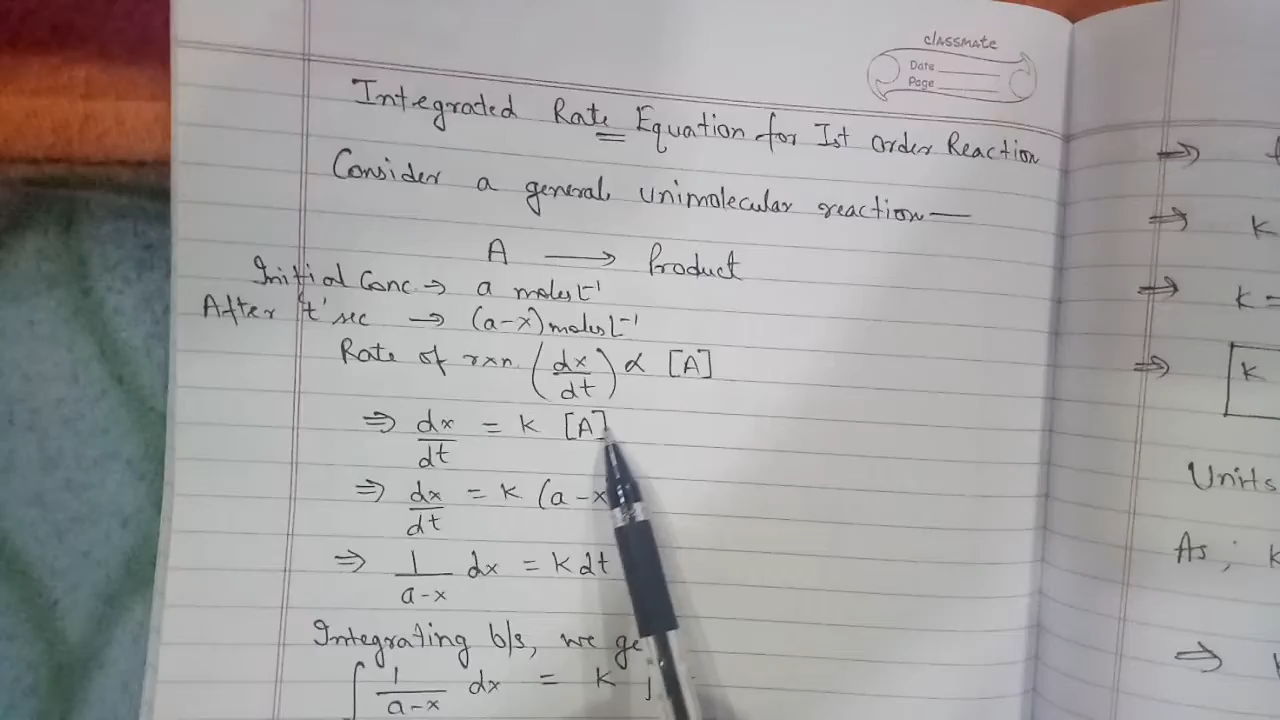 classmate
Date
Page
Integrated Rate Equation for Ist Order Reaction
Consider a general unimolecular reaction —
A ⟶ Product
Initial Conc → a moles L⁻¹
After 't' sec → (a-x) moles L⁻¹
Rate of rxn. (dx/dt) ∝ [A]
⇒ dx/dt = k [A]
⇒ dx/dt = k (a-x
⇒ 1/(a-x) dx = k dt
Integrating b/s, we ge
∫ 1/(a-x) dx = k ∫
⇒
⇒ k
⇒ k =
⇒ k
Units
As ; k
⇒